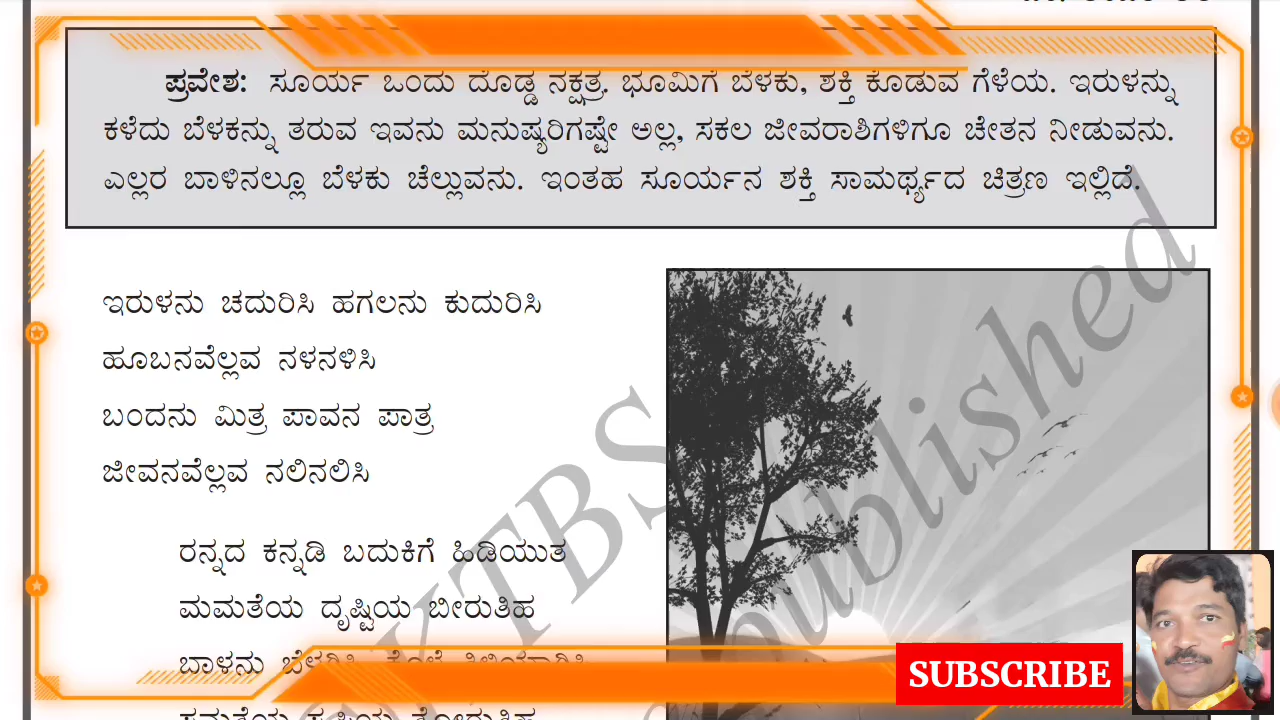 ಪ್ರವೇಶ: ಸೂರ್ಯ ಒಂದು ದೊಡ್ಡ ನಕ್ಷತ್ರ. ಭೂಮಿಗೆ ಬೆಳಕು, ಶಕ್ತಿ ಕೊಡುವ ಗೆಳೆಯ. ಇರುಳನ್ನು
ಕಳೆದು ಬೆಳಕನ್ನು ತರುವ ಇವನು ಮನುಷ್ಯರಿಗಷ್ಟೇ ಅಲ್ಲ, ಸಕಲ ಜೀವರಾಶಿಗಳಿಗೂ ಚೇತನ ನೀಡುವನು.
ಎಲ್ಲರ ಬಾಳಿನಲ್ಲೂ ಬೆಳಕು ಚೆಲ್ಲುವನು. ಇಂತಹ ಸೂರ್ಯನ ಶಕ್ತಿ ಸಾಮರ್ಥ್ಯದ ಚಿತ್ರಣ ಇಲ್ಲಿದೆ.
ಇರುಳನು ಚದುರಿಸಿ ಹಗಲನು ಕುದುರಿಸಿ
ಹೂಬನವೆಲ್ಲವ ನಳನಳಿಸಿ
ಬಂದನು ಮಿತ್ರ ಪಾವನ ಪಾತ್ರ
ಜೀವನವೆಲ್ಲವ ನಲಿನಲಿಸಿ
ರನ್ನದ ಕನ್ನಡಿ ಬದುಕಿಗೆ ಹಿಡಿಯುತ
ಮಮತೆಯ ದೃಷ್ಟಿಯ ಬೀರುತಿಹ
ಬಾಳನು
KTBS
published
SUBSCRIBE